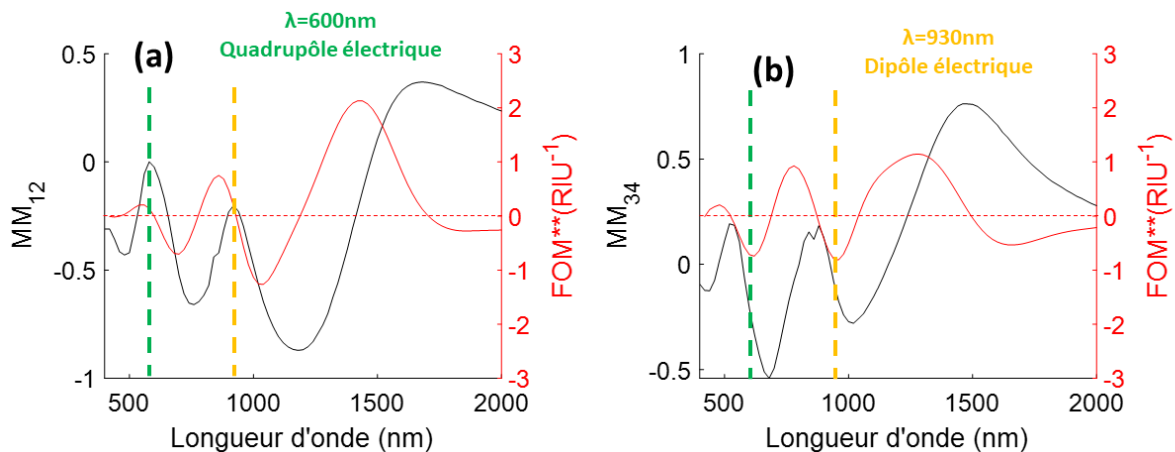 λ=600nm
Quadrupôle électrique
(a)
0.5
0
-0.5
-1
MM12
3
2
1
0
-1
-2
-3
FOM**(RIU-1)
500
1000
1500
2000
Longueur d'onde (nm)
λ=930nm
Dipôle électrique
(b)
1
0.5
0
-0.5
MM34
3
2
1
0
-1
-2
-3
FOM**(RIU-1)
500
1000
1500
2000
Longueur d'onde (nm)